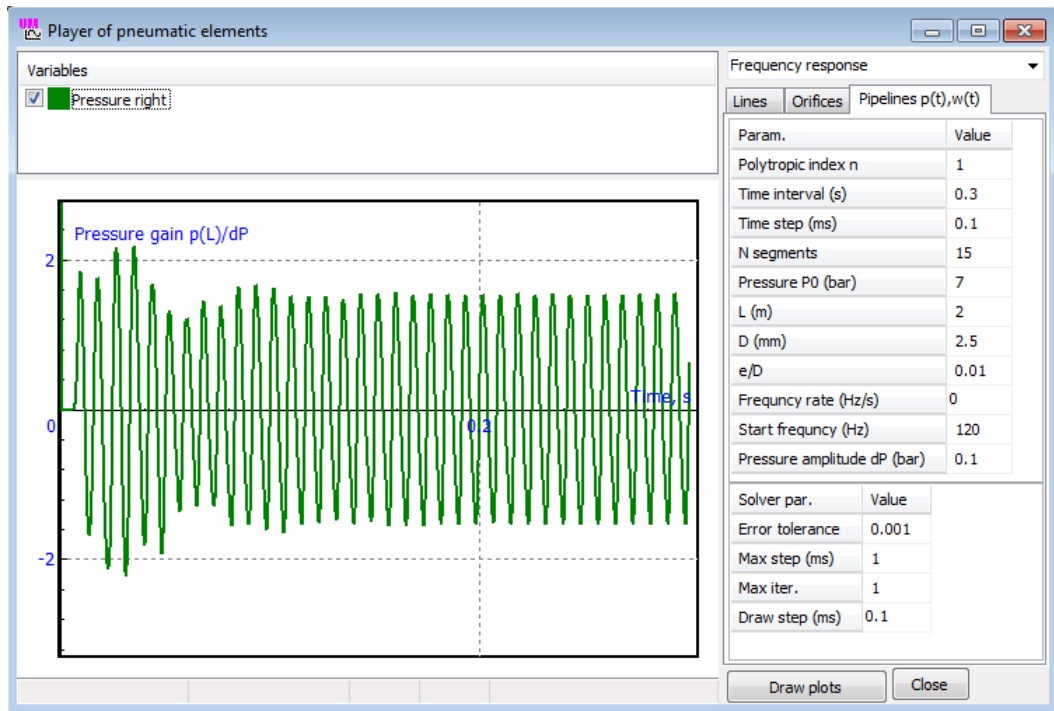 Player of pneumatic elements
Variables
Pressure right
Pressure gain p(L)/dP
2
0
-2
Time, s
0.2
Frequency response
Lines Orifices Pipelines p(t),w(t)
Param. Value
Polytropic index n 1
Time interval (s) 0.3
Time step (ms) 0.1
N segments 15
Pressure P0 (bar) 7
L (m) 2
D (mm) 2.5
e/D 0.01
Frequncy rate (Hz/s) 0
Start frequncy (Hz) 120
Pressure amplitude dP (bar) 0.1
Solver par. Value
Error tolerance 0.001
Max step (ms) 1
Max iter. 1
Draw step (ms) 0.1
Draw plots Close